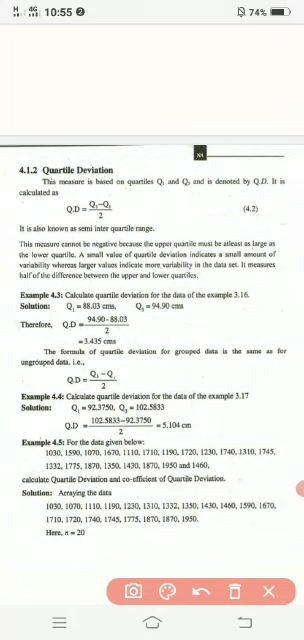 H 4G 10:55 2 74%
4.1.2 Quartile Deviation
This measure is based on quartiles Q₁ and Q₃ and is denoted by Q.D. It is
calculated as
Q.D = Q₃-Q₁ / 2 (4.2)
It is also known as semi inter quartile range.
This measure cannot be negative because the upper quartile must be atleast as large as
the lower quartile. A small value of quartile deviation indicates a small amount of
variability whereas larger values indicate more variability in the data set. It measures
half of the difference between the upper and lower quartiles.
Example 4.3: Calculate quartile deviation for the data of the example 3.16.
Solution: Q₁ = 88.03 cms, Q₃ = 94.90 cms
Therefore, Q.D = 94.90-88.03 / 2
= 3.435 cms
The formula of quartile deviation for grouped data is the same as for
ungrouped data. i.e.,
Q.D = Q₃ - Q₁ / 2
Example 4.4: Calculate quartile deviation for the data of the example 3.17
Solution: Q₁ = 92.3750, Q₃ = 102.5833
Q.D = 102.5833-92.3750 / 2 = 5.104 cm
Example 4.5: For the data given below:
1030, 1590, 1070, 1670, 1110, 1710, 1190, 1720, 1230, 1740, 1310, 1745,
1332, 1775, 1870, 1350, 1430, 1870, 1950 and 1460,
calculate Quartile Deviation and co-efficient of Quartile Deviation.
Solution: Arraying the data
1030, 1070, 1110, 1190, 1230, 1310, 1332, 1350, 1430, 1460, 1590, 1670,
1710, 1720, 1740, 1745, 1775, 1870, 1870, 1950.
Here, n = 20